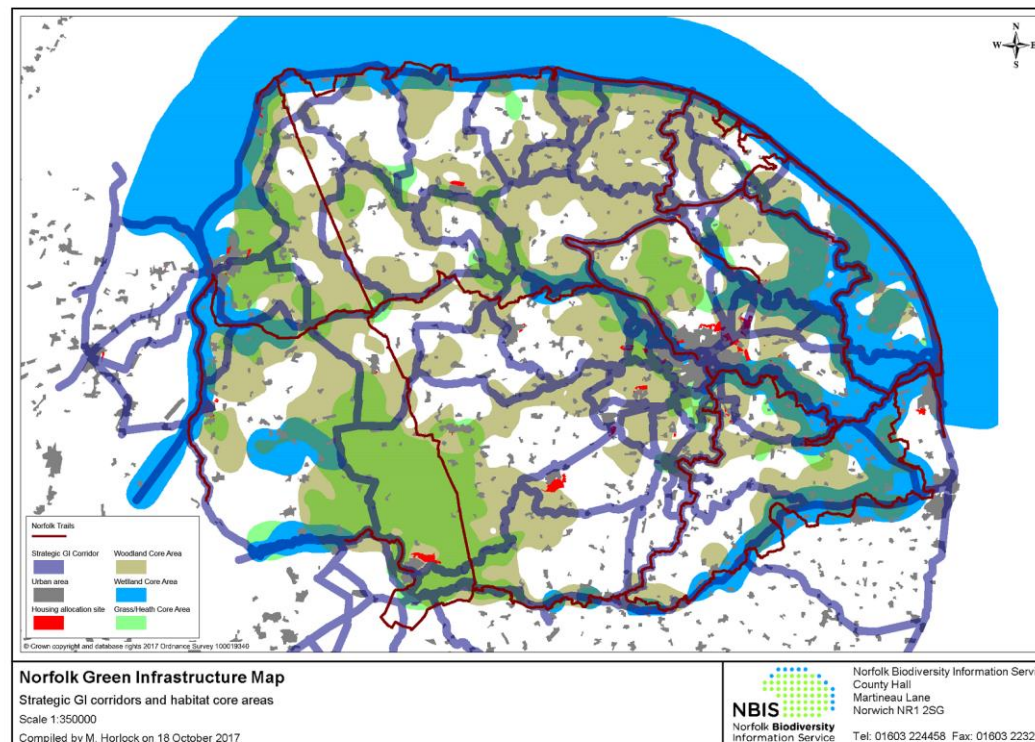 N
W E
S
Norfolk Trails
Strategic GI Corridor Woodland Core Area
Urban area Wetland Core Area
Housing allocation site Grass/Heath Core Area
© Crown copyright and database rights 2017 Ordnance Survey 100019340
Norfolk Green Infrastructure Map
Strategic GI corridors and habitat core areas
Scale 1:350000
Compiled by M. Horlock on 18 October 2017
NBIS
Norfolk Biodiversity
Information Service
Norfolk Biodiversity Information Servi
County Hall
Martineau Lane
Norwich NR1 2SG
Tel: 01603 224458 Fax: 01603 2232